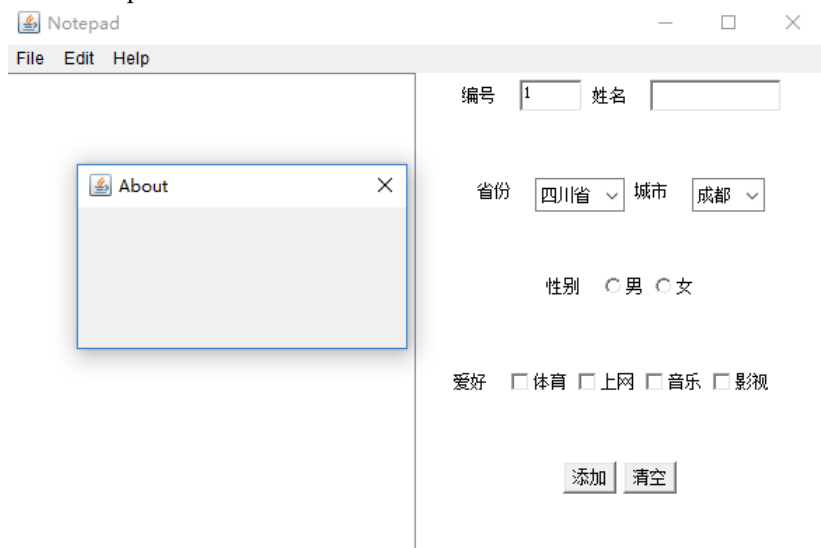 Notepad
File Edit Help
编号 1 姓名
About
省份 四川省 城市 成都
性别 男 女
爱好 体育 上网 音乐 影视
添加 清空